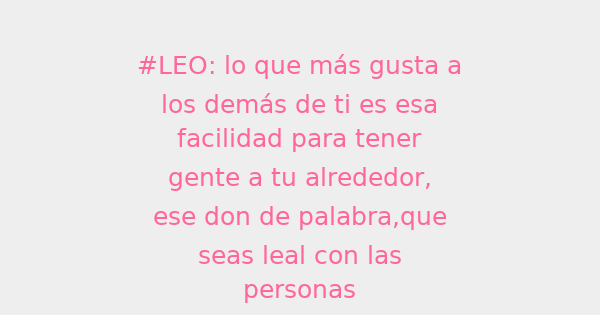 #LEO: lo que más gusta a
los demás de ti es esa
facilidad para tener
gente a tu alrededor,
ese don de palabra,que
seas leal con las
personas